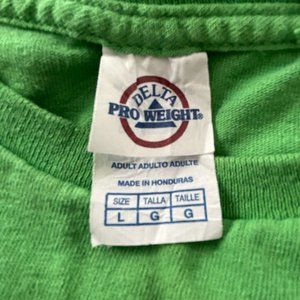 DELTA
PRO WEIGHT®
ADULT ADULTO ADULTE
MADE IN HONDURAS
SIZE TALLA TAILLE
L G G